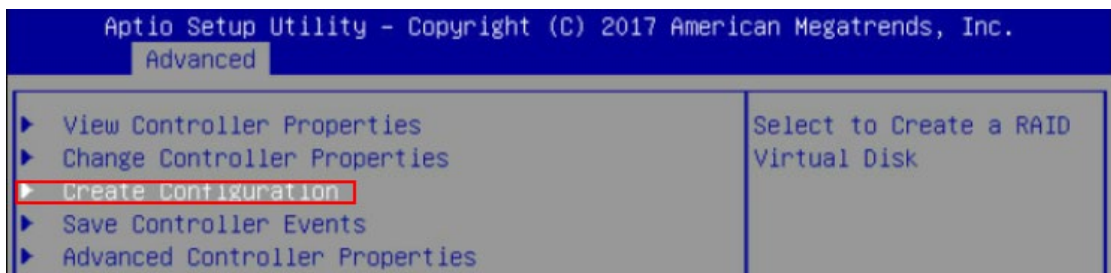 Aptio Setup Utility – Copyright (C) 2017 American Megatrends, Inc.
Advanced
View Controller Properties
Change Controller Properties
Create Configuration
Save Controller Events
Advanced Controller Properties
Select to Create a RAID
Virtual Disk